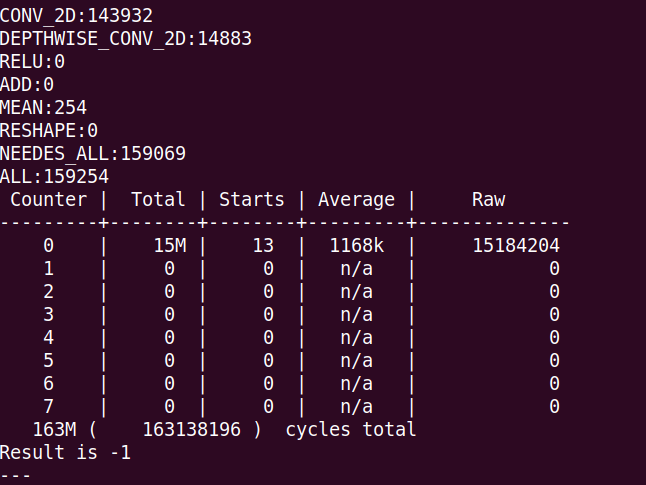 CONV_2D:143932
DEPTHWISE_CONV_2D:14883
RELU:0
ADD:0
MEAN:254
RESHAPE:0
NEEDES_ALL:159069
ALL:159254
 Counter |  Total | Starts | Average |     Raw
---------+--------+--------+---------+--------------
    0    |    15M |    13  |  1168k  |     15184204
    1    |     0  |     0  |   n/a   |            0
    2    |     0  |     0  |   n/a   |            0
    3    |     0  |     0  |   n/a   |            0
    4    |     0  |     0  |   n/a   |            0
    5    |     0  |     0  |   n/a   |            0
    6    |     0  |     0  |   n/a   |            0
    7    |     0  |     0  |   n/a   |            0
   163M (    163138196 )  cycles total
Result is -1
---